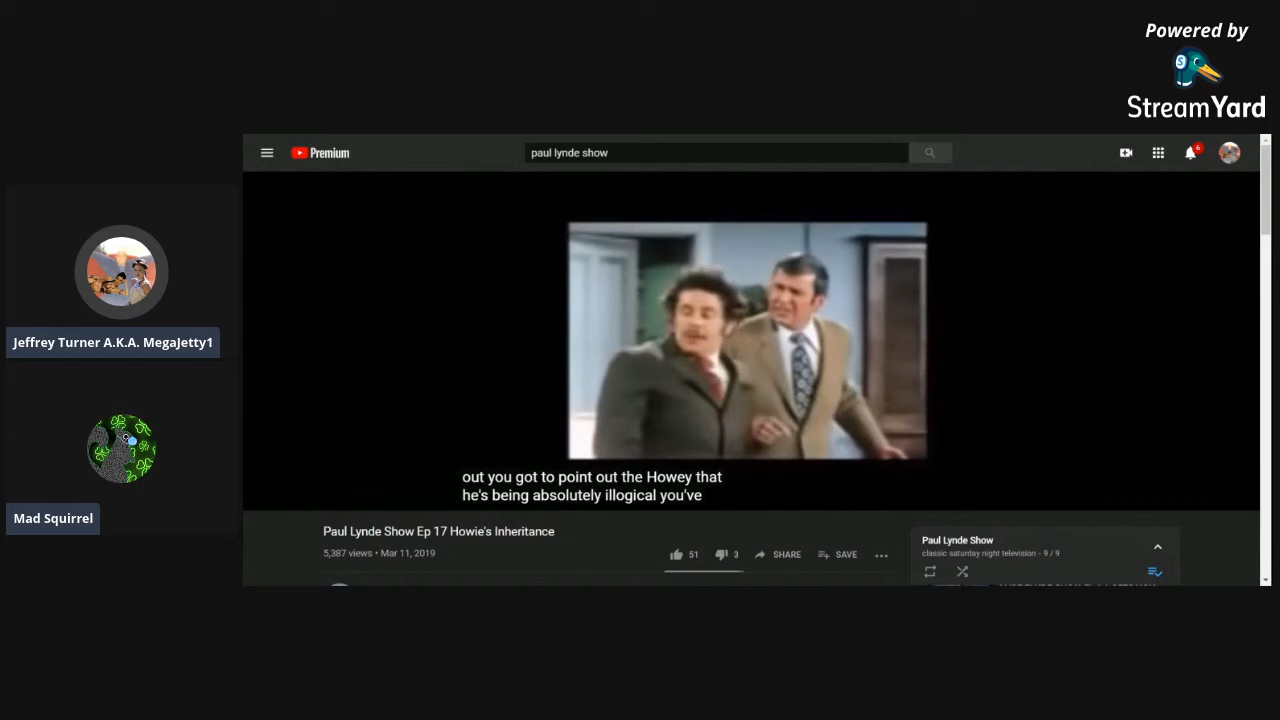 Powered by
StreamYard
Premium
paul lynde show
6
Jeffrey Turner A.K.A. MegaJetty1
Mad Squirrel
out you got to point out the Howey that
he's being absolutely illogical you've
Paul Lynde Show Ep 17 Howie's Inheritance
5,387 views • Mar 11, 2019
51
3
SHARE
SAVE
Paul Lynde Show
classic saturday night television - 9 / 9